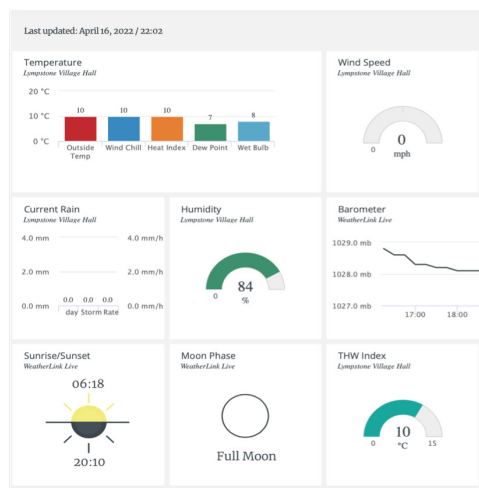 Last updated: April 16, 2022 / 22:02
Temperature
Lympstone Village Hall
20 °C
10 °C
0 °C
10
10
10
7
8
Outside Temp
Wind Chill
Heat Index
Dew Point
Wet Bulb
Wind Speed
Lympstone Village Hall
0
0
mph
Current Rain
Lympstone Village Hall
4.0 mm
4.0 mm/h
2.0 mm
2.0 mm/h
0.0 mm
0.0 mm/h
0.0 0.0 0.0
day Storm Rate
Humidity
Lympstone Village Hall
0
84
%
Barometer
WeatherLink Live
1029.0 mb
1028.0 mb
1027.0 mb
17:00
18:00
Sunrise/Sunset
WeatherLink Live
06:18
20:10
Moon Phase
WeatherLink Live
Full Moon
THW Index
Lympstone Village Hall
0
10
°C
15